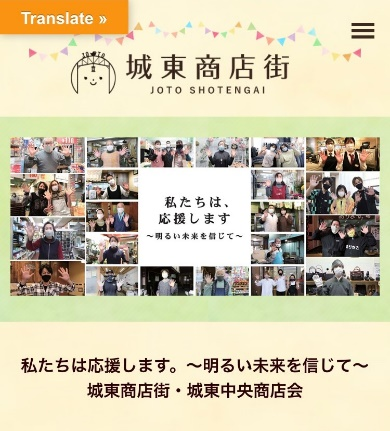 Translate »
JOTO
城東商店街
JOTO SHOTENGAI
私たちは、
応援します
〜明るい未来を信じて〜
私たちは応援します。〜明るい未来を信じて〜
城東商店街・城東中央商店会